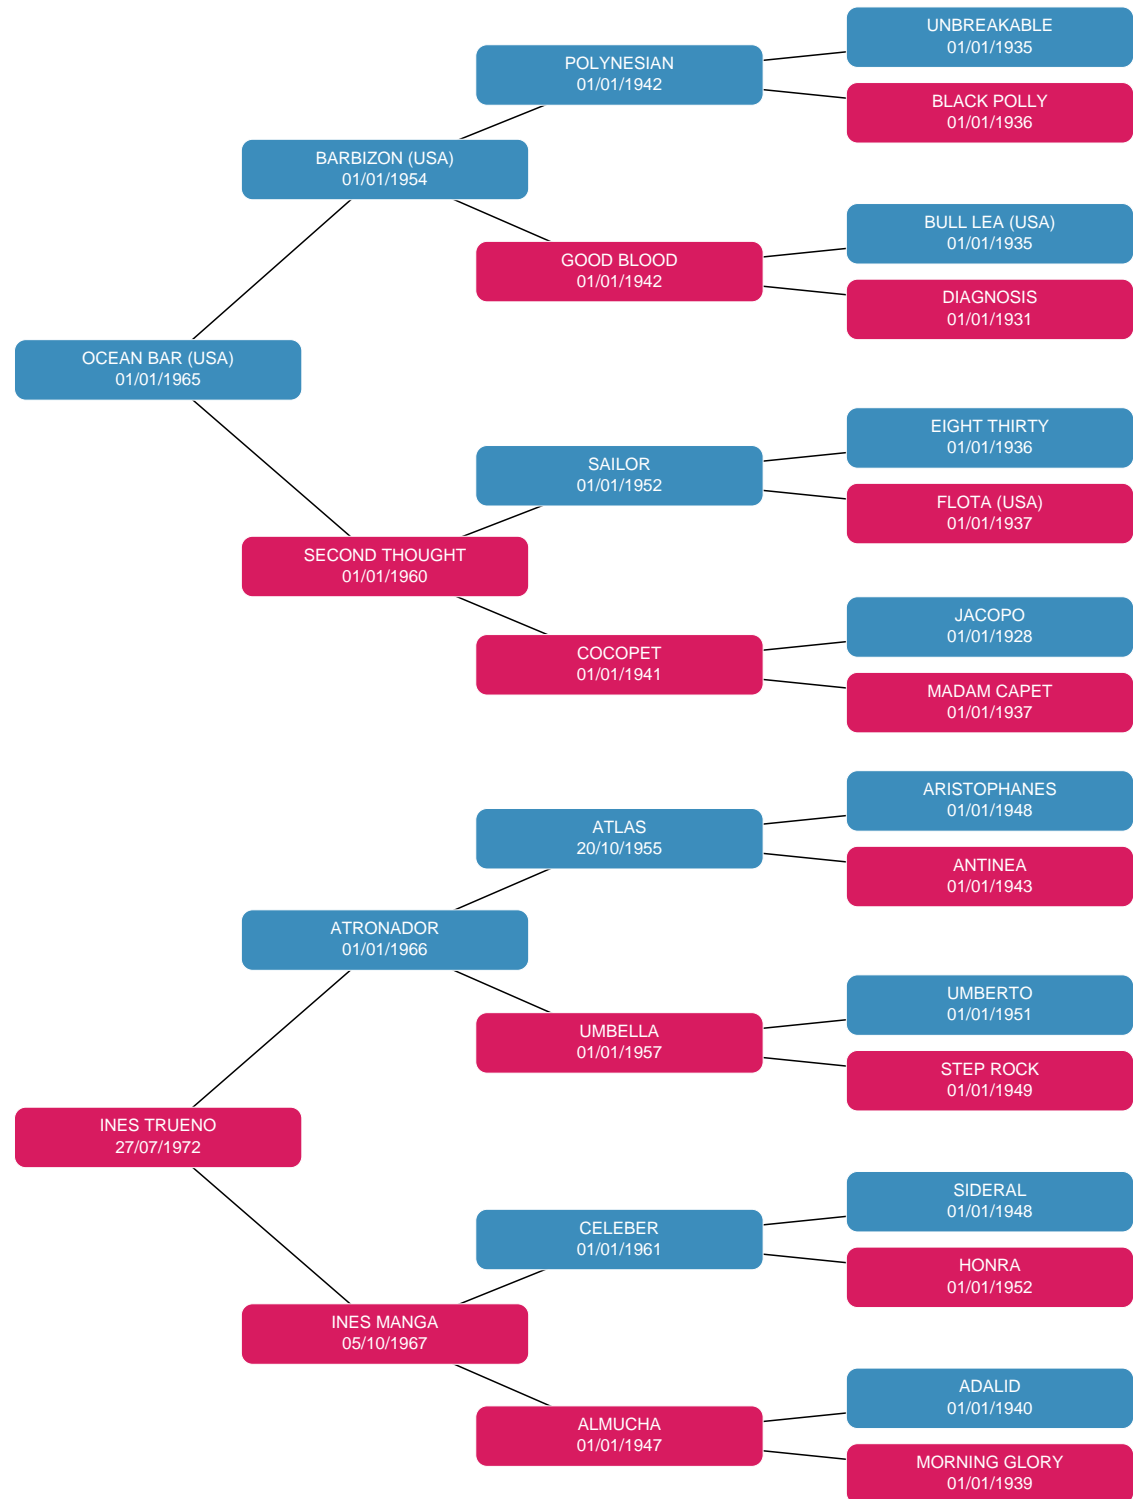 UNBREAKABLE
01/01/1935
POLYNESIAN
01/01/1942
BLACK POLLY
01/01/1936
BARBIZON (USA)
01/01/1954
BULL LEA (USA)
01/01/1935
GOOD BLOOD
01/01/1942
DIAGNOSIS
01/01/1931
OCEAN BAR (USA)
01/01/1965
EIGHT THIRTY
01/01/1936
SAILOR
01/01/1952
FLOTA (USA)
01/01/1937
SECOND THOUGHT
01/01/1960
JACOPO
01/01/1928
COCOPET
01/01/1941
MADAM CAPET
01/01/1937
ARISTOPHANES
01/01/1948
ATLAS
20/10/1955
ANTINEA
01/01/1943
ATRONADOR
01/01/1966
UMBERTO
01/01/1951
UMBELLA
01/01/1957
STEP ROCK
01/01/1949
INES TRUENO
27/07/1972
SIDERAL
01/01/1948
CELEBER
01/01/1961
HONRA
01/01/1952
INES MANGA
05/10/1967
ADALID
01/01/1940
ALMUCHA
01/01/1947
MORNING GLORY
01/01/1939